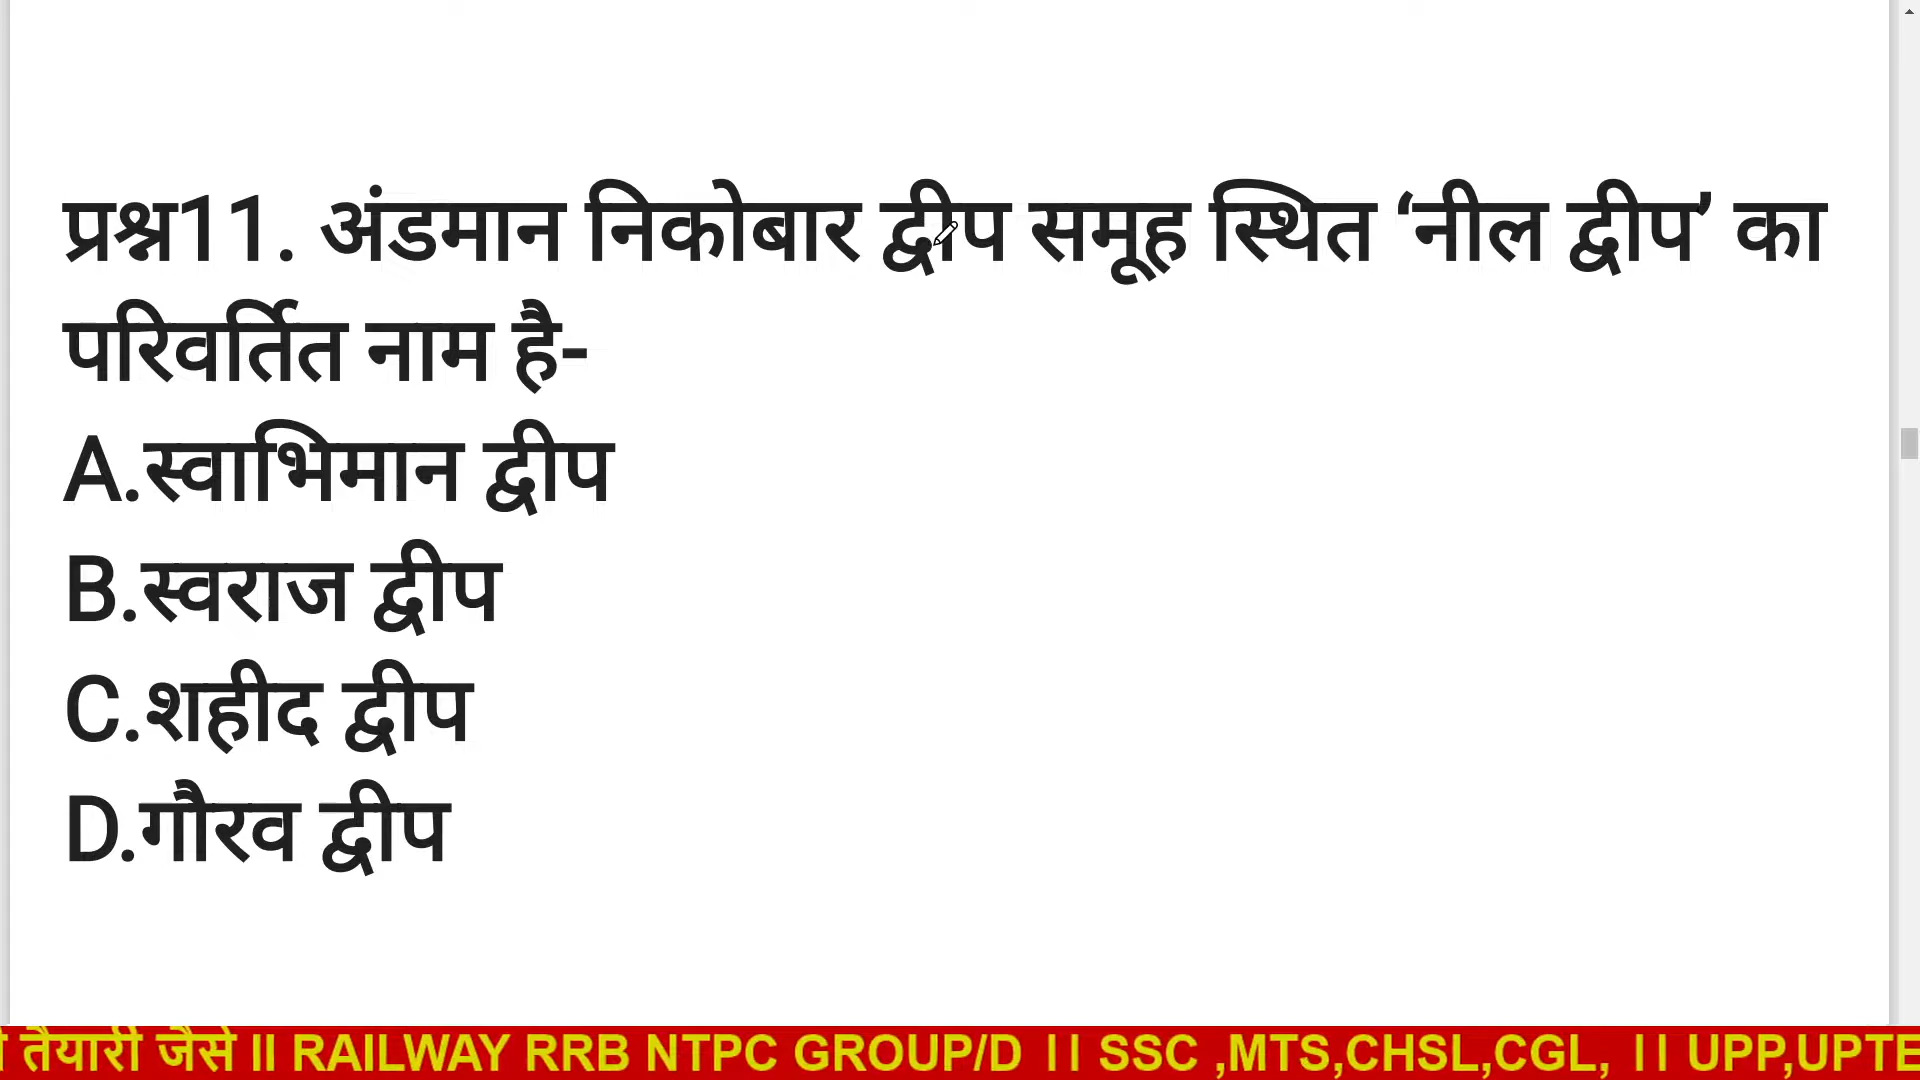 प्रश्न11. अंडमान निकोबार द्वीप समूह स्थित ‘नील द्वीप’ का
परिवर्तित नाम है-
A.स्वाभिमान द्वीप
B.स्वराज द्वीप
C.शहीद द्वीप
D.गौरव द्वीप
तैयारी जैसे II RAILWAY RRB NTPC GROUP/D II SSC ,MTS,CHSL,CGL, II UPP,UPTE